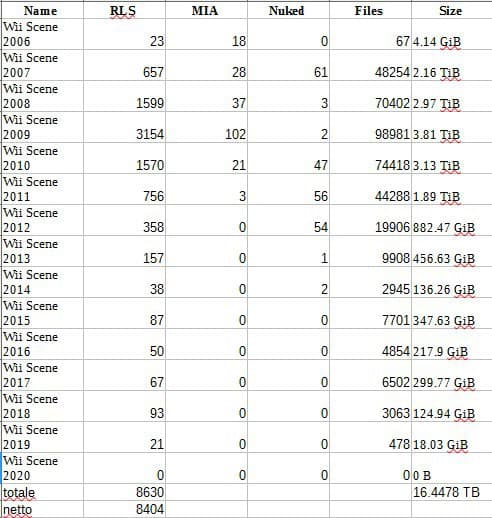 Name RLS MIA Nuked Files Size
Wii Scene
2006 23 18 0 67 4.14 GiB
Wii Scene
2007 657 28 61 48254 2.16 TiB
Wii Scene
2008 1599 37 3 70402 2.97 TiB
Wii Scene
2009 3154 102 2 98981 3.81 TiB
Wii Scene
2010 1570 21 47 74418 3.13 TiB
Wii Scene
2011 756 3 56 44288 1.89 TiB
Wii Scene
2012 358 0 54 19906 882.47 GiB
Wii Scene
2013 157 0 1 9908 456.63 GiB
Wii Scene
2014 38 0 2 2945 136.26 GiB
Wii Scene
2015 87 0 0 7701 347.63 GiB
Wii Scene
2016 50 0 0 4854 217.9 GiB
Wii Scene
2017 67 0 0 6502 299.77 GiB
Wii Scene
2018 93 0 0 3063 124.94 GiB
Wii Scene
2019 21 0 0 478 18.03 GiB
Wii Scene
2020 0 0 0 0 0 B
totale 8630 16.4478 TB
netto 8404